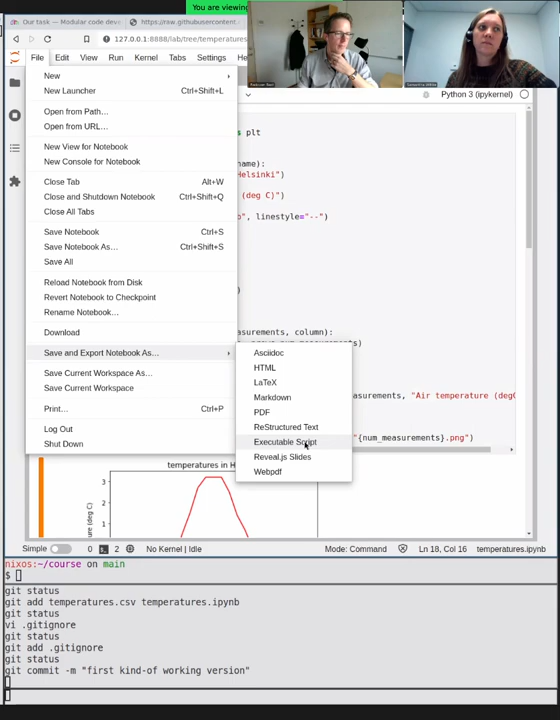 You are viewing
Our task — Modular code dev
https://raw.githubusercontent.
127.0.0.1:8888/lab/tree/temperatures
File Edit View Run Kernel Tabs Settings
Python 3 (ipykernel)
New
New Launcher Ctrl+Shift+L
Open from Path…
Open from URL…
New View for Notebook
New Console for Notebook
Close Tab Alt+W
Close and Shutdown Notebook Ctrl+Shift+Q
Close All Tabs
Save Notebook Ctrl+S
Save Notebook As… Ctrl+Shift+S
Save All
Reload Notebook from Disk
Revert Notebook to Checkpoint
Rename Notebook…
Download
Save and Export Notebook As…
Save Current Workspace As…
Save Current Workspace
Print… Ctrl+P
Log Out
Shut Down
s plt
name):
Helsinki")
(deg C)")
", linestyle="--")
)
asurements, column):
Asciidoc
HTML
LaTeX
Markdown
PDF
ReStructured Text
Executable Script
Reveal.js Slides
Webpdf
easurements, "Air temperature (deg
"{num_measurements}.png")
temperatures in H
ure (deg C)
3
2
1
Simple 0 2 No Kernel | Idle Mode: Command Ln 18, Col 16 temperatures.ipynb
nixos:~/course on main
$
git status
git add temperatures.csv temperatures.ipynb
git status
vi .gitignore
git status
git add .gitignore
git status
git commit -m "first kind-of working version"